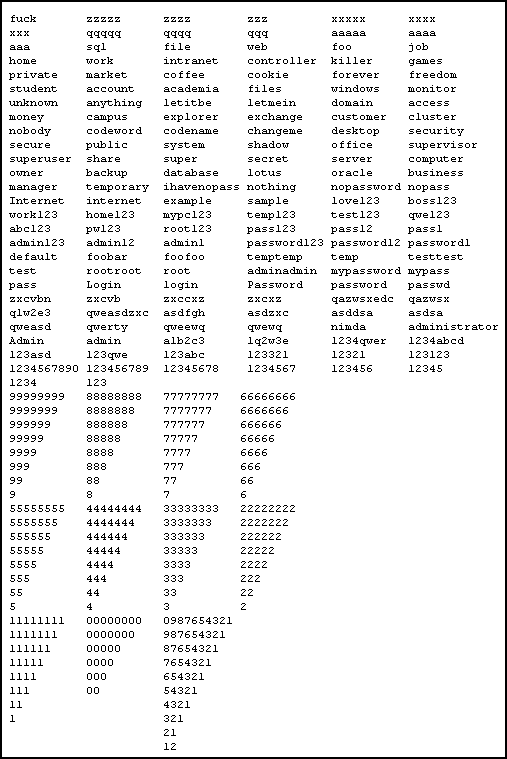 fuck zzzzz zzzz zzz xxxxx xxxx
xxx qqqqq qqqq qqq aaaaa aaaa
aaa sql file web foo job
home work intranet controller killer games
private market coffee cookie forever freedom
student account academia files windows monitor
unknown anything letitbe letmein domain access
money campus explorer exchange customer cluster
nobody codeword codename changeme desktop security
secure public system shadow office supervisor
superuser share super secret server computer
owner backup database lotus oracle business
manager temporary ihavenopass nothing nopassword nopass
Internet internet example sample love123 boss123
work123 home123 mypc123 temp123 test123 qwe123
abc123 pw123 root123 pass123 pass12 pass1
admin123 admin12 admin1 password123 password12 password1
default foobar foofoo temptemp temp testtest
test rootroot root adminadmin mypassword mypass
pass Login login Password password passwd
zxcvbn zxcvb zxccxz zxcxz qazwsxedc qazwsx
q1w2e3 qweasdzxc asdfgh asdzxc asddsa asdsa
qweasd qwerty qweewq qwewq nimda administrator
Admin admin a1b2c3 1q2w3e 1234qwer 1234abcd
123asd 123qwe 123abc 123321 12321 123123
1234567890 123456789 12345678 1234567 123456 12345
1234 123
99999999 88888888 77777777 66666666
9999999 8888888 7777777 6666666
999999 888888 777777 666666
99999 88888 77777 66666
9999 8888 7777 6666
999 888 777 666
99 88 77 66
9 8 7 6
55555555 44444444 33333333 22222222
5555555 4444444 3333333 2222222
555555 444444 333333 222222
55555 44444 33333 22222
5555 4444 3333 2222
555 444 333 222
55 44 33 22
5 4 3 2
11111111 00000000 0987654321
1111111 0000000 987654321
111111 00000 87654321
11111 0000 7654321
1111 000 654321
111 00 54321
11 4321
1 321
21
12